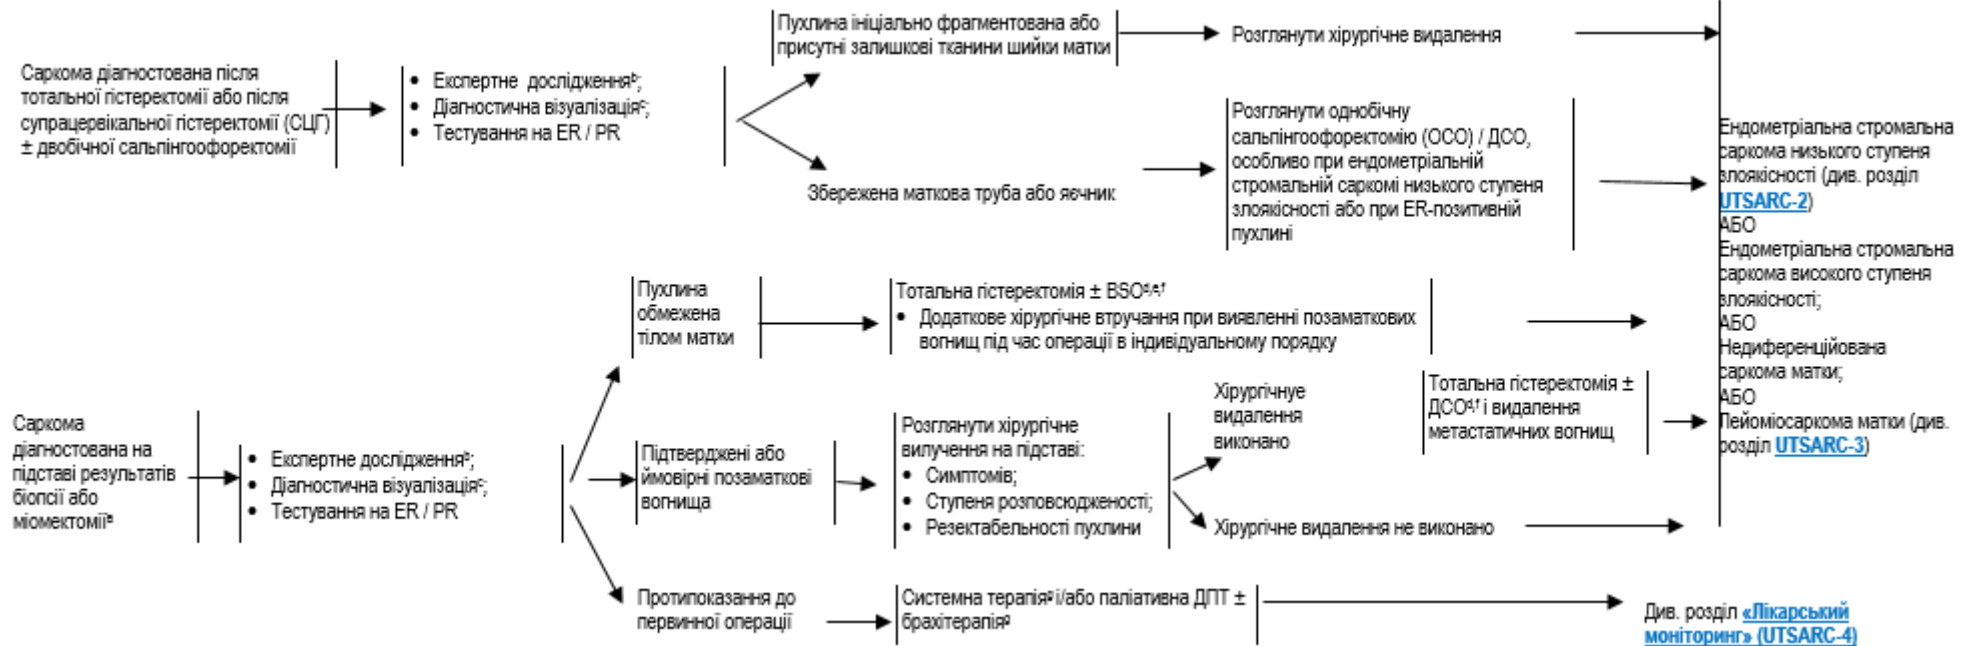 Саркома діагностована після
тотальної гістеректомії або після
супрацервікальної гістеректомії (СЦГ)
± двобічної сальпінгоофоректомії
• Експертне дослідженняᵇ;
• Діагностична візуалізаціяᶜ;
• Тестування на ER / PR
Пухлина ініціально фрагментована або
присутні залишкові тканини шийки матки
Розглянути хірургічне видалення
Збережена маткова труба або яєчник
Розглянути однобічну
сальпінгоофоректомію (ОСО) / ДСО,
особливо при ендометріальній
стромальній саркомі низького ступеня
злоякісності або при ER-позитивній
пухлині
Ендометріальна стромальна
саркома низького ступеня
злоякісності (див. розділ
UTSARC-2)
АБО
Ендометріальна стромальна
саркома високого ступеня
злоякісності;
АБО
Недиференційована
саркома матки;
АБО
Лейоміосаркома матки (див.
розділ UTSARC-3)
Саркома
діагностована на
підставі результатів
біопсії або
міомектоміїᵃ
• Експертне дослідженняᵇ;
• Діагностична візуалізаціяᶜ;
• Тестування на ER / PR
Пухлина
обмежена
тілом матки
Тотальна гістеректомія ± BSOᵈ,ᵉ,ᶠ
• Додаткове хірургічне втручання при виявленні позаматкових
вогнищ під час операції в індивідуальному порядку
Підтверджені або
ймовірні позаматкові
вогнища
Розглянути хірургічне
вилучення на підставі:
• Симптомів;
• Ступеня розповсюдженості;
• Резектабельності пухлини
Хірургічнуе
видалення
виконано
Тотальна гістеректомія ±
ДСОᵈ,ᶠ і видалення
метастатичних вогнищ
Хірургічне видалення не виконано
Протипоказання до
первинної операції
Системна терапіяᵍ і/або паліативна ДПТ ±
брахітерапіяᵍ
Див. розділ «Лікарський
моніторинг» (UTSARC-4)